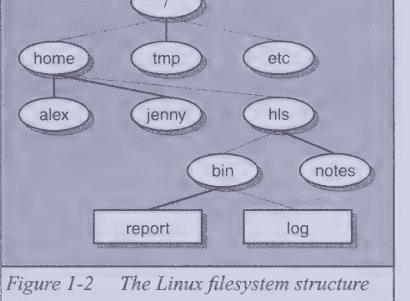 /
home tmp etc
alex jenny hls
bin notes
report log
Figure 1-2 The Linux filesystem structure